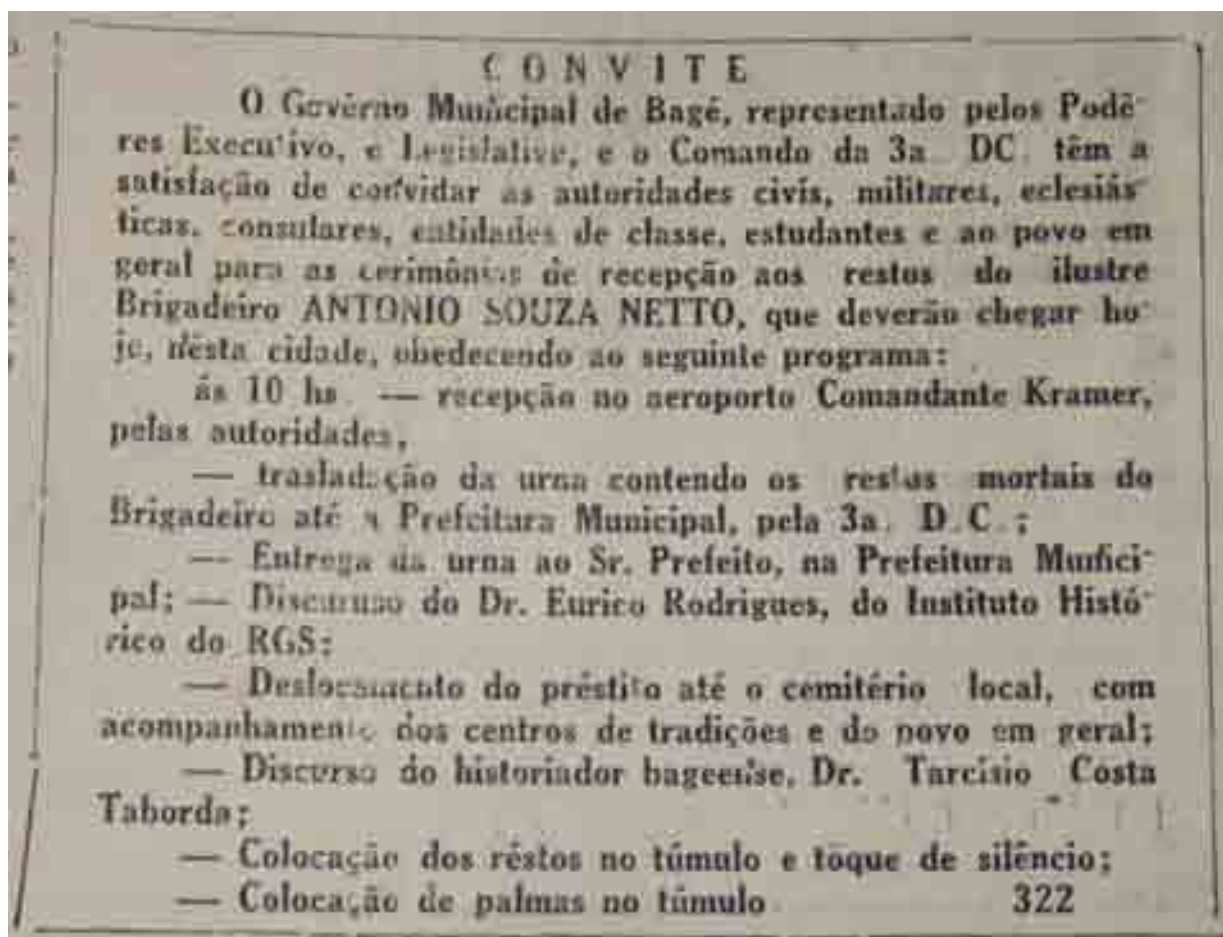 CONVITE
O Govêrno Municipal de Bagé, representado pelos Podê-
res Executivo, e Legislativo, e o Comando da 3a. DC. têm a
satisfação de convidar as autoridades civís, militares, eclesiás-
ticas, consulares, entidades de classe, estudantes e ao povo em
geral para as cerimônias de recepção aos restos do ilustre
Brigadeiro ANTONIO SOUZA NETTO, que deverão chegar ho-
je, nesta cidade, obedecendo ao seguinte programa:
ás 10 hs. — recepção no aeroporto Comandante Kramer,
pelas autoridades,
— trasladação da urna contendo os restos mortais do
Brigadeiro até a Prefeitura Municipal, pela 3a. D.C.;
— Entrega da urna ao Sr. Prefeito, na Prefeitura Munici-
pal; — Discuruso do Dr. Eurico Rodrigues, do Instituto Histó-
rico do RGS;
— Deslocamento do préstito até o cemitério local, com
acompanhamento dos centros de tradições e do povo em geral;
— Discurso do historiador bageense, Dr. Tarcisio Costa
Taborda;
— Colocação dos réstos no túmulo e toque de silêncio;
— Colocação de palmas no túmulo 322